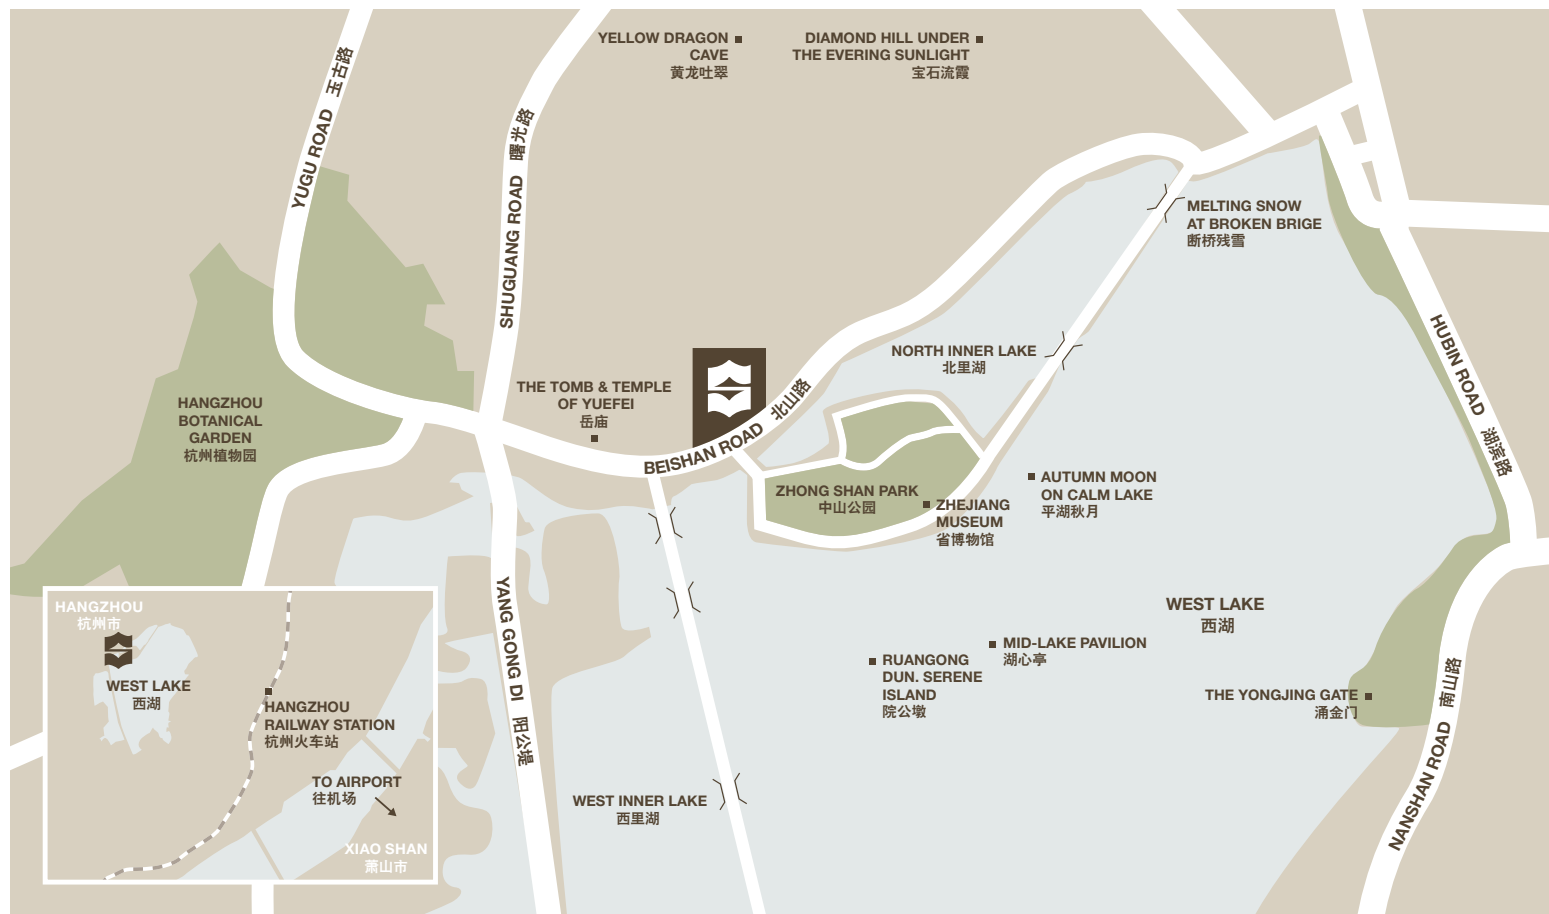 YELLOW DRAGON
CAVE
黄龙吐翠
DIAMOND HILL UNDER
THE EVERING SUNLIGHT
宝石流霞
YUGU ROAD 玉古路
SHUGUANG ROAD 曙光路
MELTING SNOW
AT BROKEN BRIGE
断桥残雪
NORTH INNER LAKE
北里湖
HUBIN ROAD 湖滨路
HANGZHOU
BOTANICAL
GARDEN
杭州植物园
THE TOMB & TEMPLE
OF YUEFEI
岳庙
BEISHAN ROAD 北山路
ZHONG SHAN PARK
中山公园
ZHEJIANG
MUSEUM
省博物馆
AUTUMN MOON
ON CALM LAKE
平湖秋月
YANG GONG DI 阳公堤
WEST LAKE
西湖
MID-LAKE PAVILION
湖心亭
RUANGONG
DUN. SERENE
ISLAND
院公墩
THE YONGJING GATE
涌金门
NANSHAN ROAD 南山路
WEST INNER LAKE
西里湖
HANGZHOU
杭州市
WEST LAKE
西湖
HANGZHOU
RAILWAY STATION
杭州火车站
TO AIRPORT
往机场
XIAO SHAN
萧山市